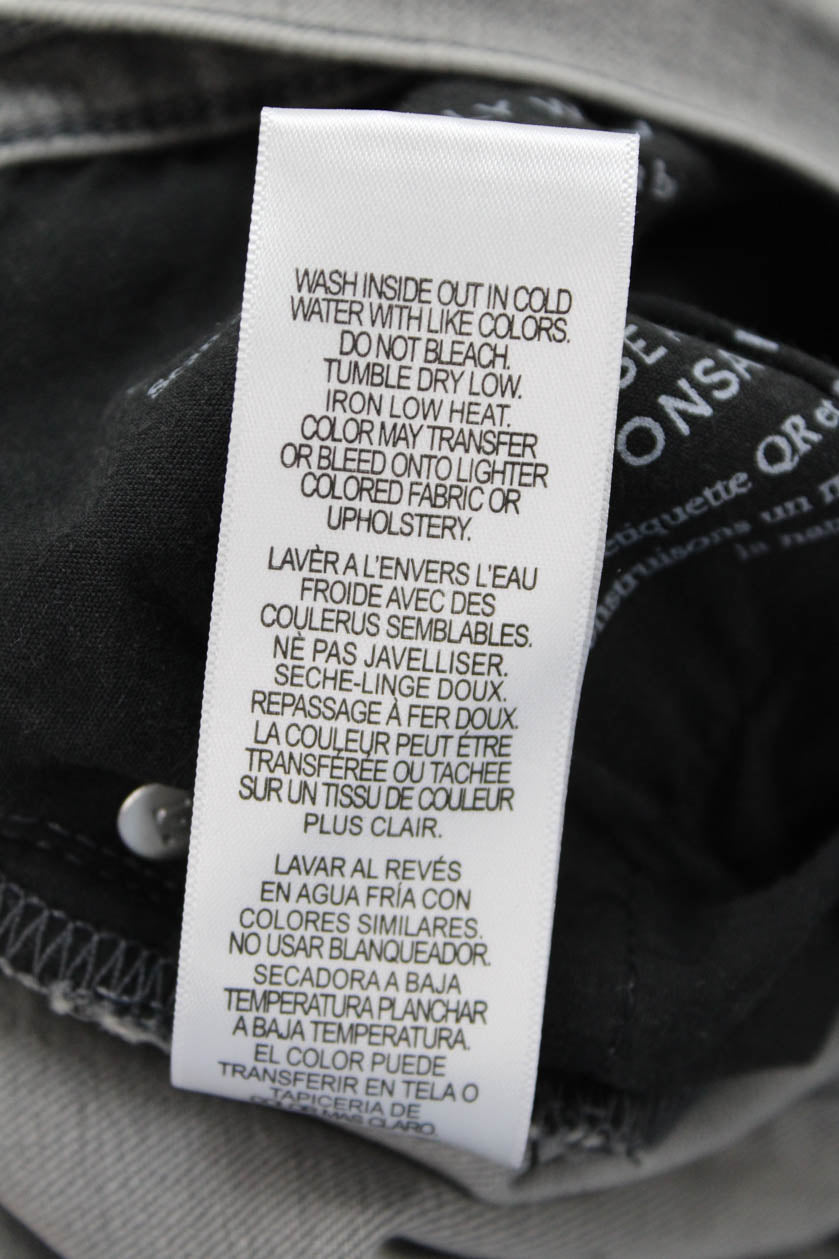 WASH INSIDE OUT IN COLD
WATER WITH LIKE COLORS.
DO NOT BLEACH.
TUMBLE DRY LOW.
IRON LOW HEAT.
COLOR MAY TRANSFER
OR BLEED ONTO LIGHTER
COLORED FABRIC OR
UPHOLSTERY.
LAVÈR A L'ENVERS L'EAU
FROIDE AVEC DES
COULERUS SEMBLABLES.
NÈ PAS JAVELLISER.
SECHE-LINGE DOUX.
REPASSAGE À FER DOUX.
LA COULEUR PEUT ÉTRE
TRANSFÉRÉE OU TACHEE
SUR UN TISSU DE COULEUR
PLUS CLAIR.
LAVAR AL REVÉS
EN AGUA FRÍA CON
COLORES SIMILARES.
NO USAR BLANQUEADOR.
SECADORA A BAJA
TEMPERATURA PLANCHAR
A BAJA TEMPERATURA.
EL COLOR PUEDE
TRANSFERIR EN TELA O
TAPICERIA DE
COLOR MAS CLARO.
ONSA
etiquette QR
un